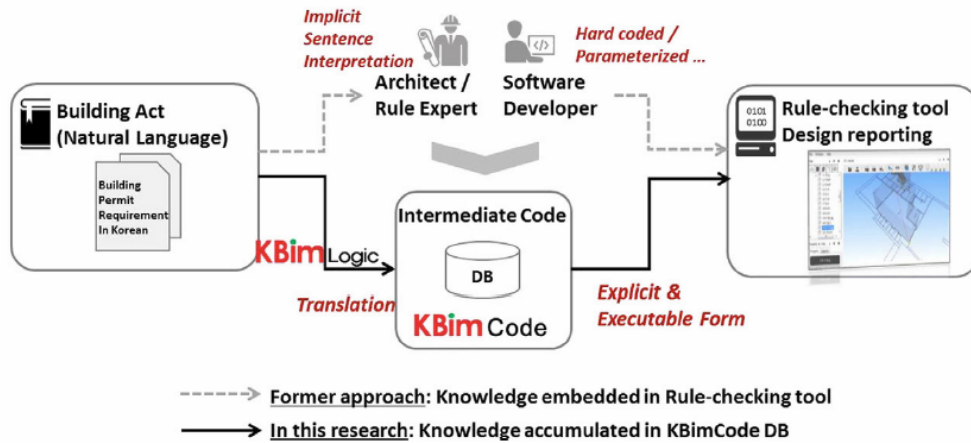 Implicit
Sentence
Interpretation
Hard coded /
Parameterized ...
Architect /
Rule Expert
Software
Developer
Building Act
(Natural Language)
Building
Permit
Requirement
In Korean
0101
0100
Rule-checking tool
Design reporting
KBim Logic
Translation
Intermediate Code
DB
KBim Code
Explicit &
Executable Form
Former approach: Knowledge embedded in Rule-checking tool
In this research: Knowledge accumulated in KBimCode DB